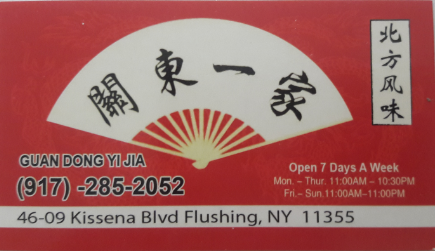 關東一家
北方风味
GUAN DONG YI JIA
(917) -285-2052
Open 7 Days A Week
Mon. – Thur. 11:00AM – 10:30PM
Fri.– Sun.11:00AM–11:00PM
46-09 Kissena Blvd Flushing, NY 11355